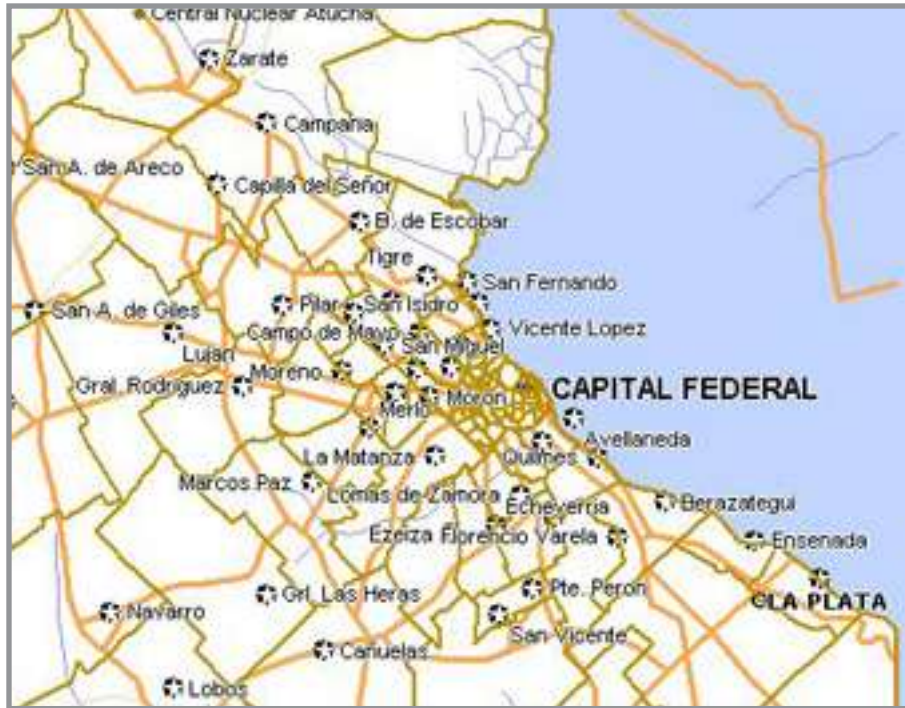 Central Nuclear Atucha
Zarate
Campana
San A. de Areco
Capilla del Señor
B. de Escobar
Tigre
San Fernando
San A. de Giles
Pilar
San Isidro
Campo de Mayo
Vicente Lopez
Lujan
San Miguel
Moreno
Gral. Rodriguez
CAPITAL FEDERAL
Merlo
Moron
Avellaneda
La Matanza
Quilmes
Marcos Paz
Lomas de Zamora
Echeverria
Berazategui
Ezeiza
Florencio Varela
Ensenada
Grl. Las Heras
Pte. Peron
LA PLATA
Navarro
San Vicente
Cañuelas
Lobos